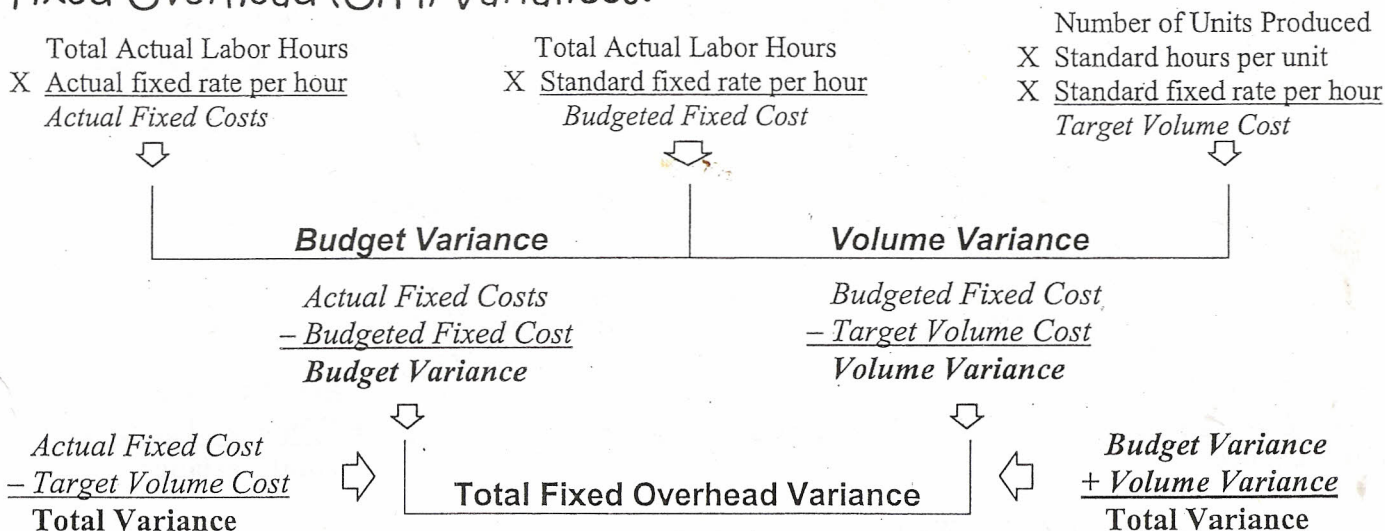 Fixed Overhead (OH) Variances:
Total Actual Labor Hours
X Actual fixed rate per hour
Actual Fixed Costs
Total Actual Labor Hours
X Standard fixed rate per hour
Budgeted Fixed Cost
Number of Units Produced
X Standard hours per unit
X Standard fixed rate per hour
Target Volume Cost
Budget Variance
Volume Variance
Actual Fixed Costs
– Budgeted Fixed Cost
Budget Variance
Budgeted Fixed Cost
– Target Volume Cost
Volume Variance
Actual Fixed Cost
– Target Volume Cost
Total Variance
Total Fixed Overhead Variance
Budget Variance
+ Volume Variance
Total Variance